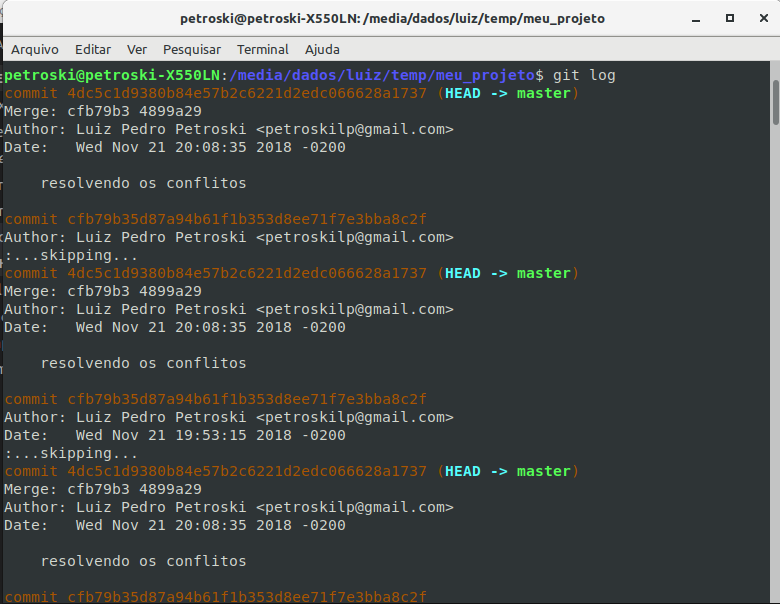 petroski@petroski-X550LN: /media/dados/luiz/temp/meu_projeto
Arquivo Editar Ver Pesquisar Terminal Ajuda
petroski@petroski-X550LN:/media/dados/luiz/temp/meu_projeto$ git log
commit 4dc5c1d9380b84e57b2c6221d2edc066628a1737 (HEAD -> master)
Merge: cfb79b3 4899a29
Author: Luiz Pedro Petroski <petroskilp@gmail.com>
Date:   Wed Nov 21 20:08:35 2018 -0200
    resolvendo os conflitos
commit cfb79b35d87a94b61f1b353d8ee71f7e3bba8c2f
Author: Luiz Pedro Petroski <petroskilp@gmail.com>
:...skipping...
commit 4dc5c1d9380b84e57b2c6221d2edc066628a1737 (HEAD -> master)
Merge: cfb79b3 4899a29
Author: Luiz Pedro Petroski <petroskilp@gmail.com>
Date:   Wed Nov 21 20:08:35 2018 -0200
    resolvendo os conflitos
commit cfb79b35d87a94b61f1b353d8ee71f7e3bba8c2f
Author: Luiz Pedro Petroski <petroskilp@gmail.com>
Date:   Wed Nov 21 19:53:15 2018 -0200
:...skipping...
commit 4dc5c1d9380b84e57b2c6221d2edc066628a1737 (HEAD -> master)
Merge: cfb79b3 4899a29
Author: Luiz Pedro Petroski <petroskilp@gmail.com>
Date:   Wed Nov 21 20:08:35 2018 -0200
    resolvendo os conflitos
commit cfb79b35d87a94b61f1b353d8ee71f7e3bba8c2f